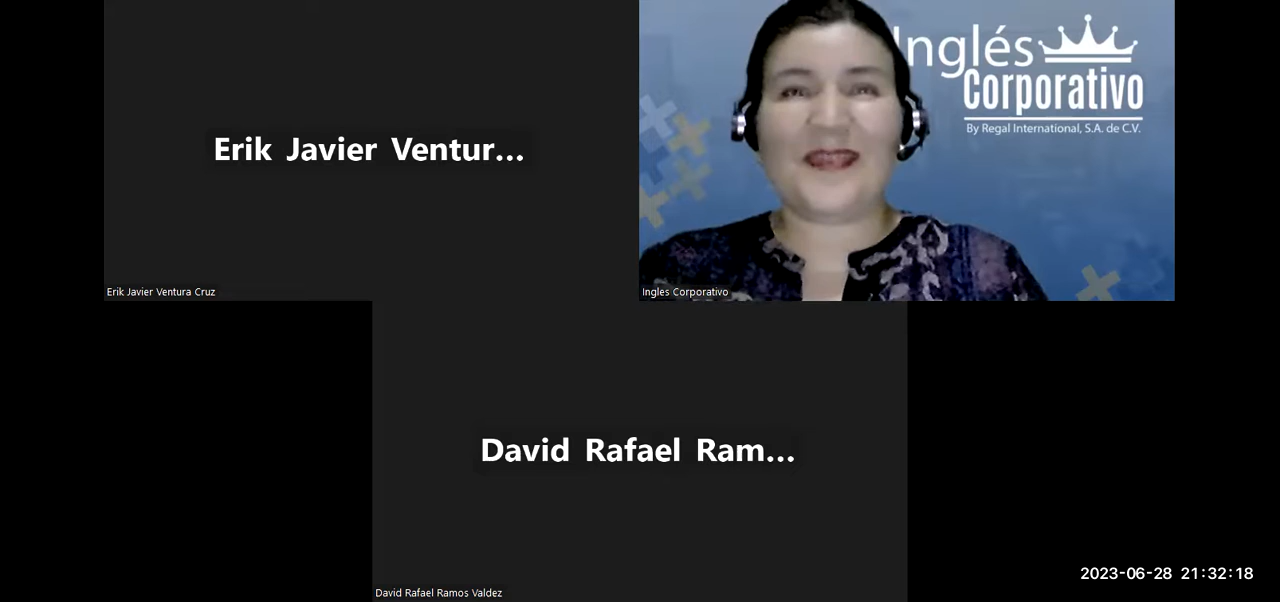 Erik Javier Ventur...
Erik Javier Ventura Cruz
Inglés
Corporativo
By Regal International, S.A. de C.V.
Inglés Corporativo
David Rafael Ram...
David Rafael Ramos Valdez
2023-06-28 21:32:18